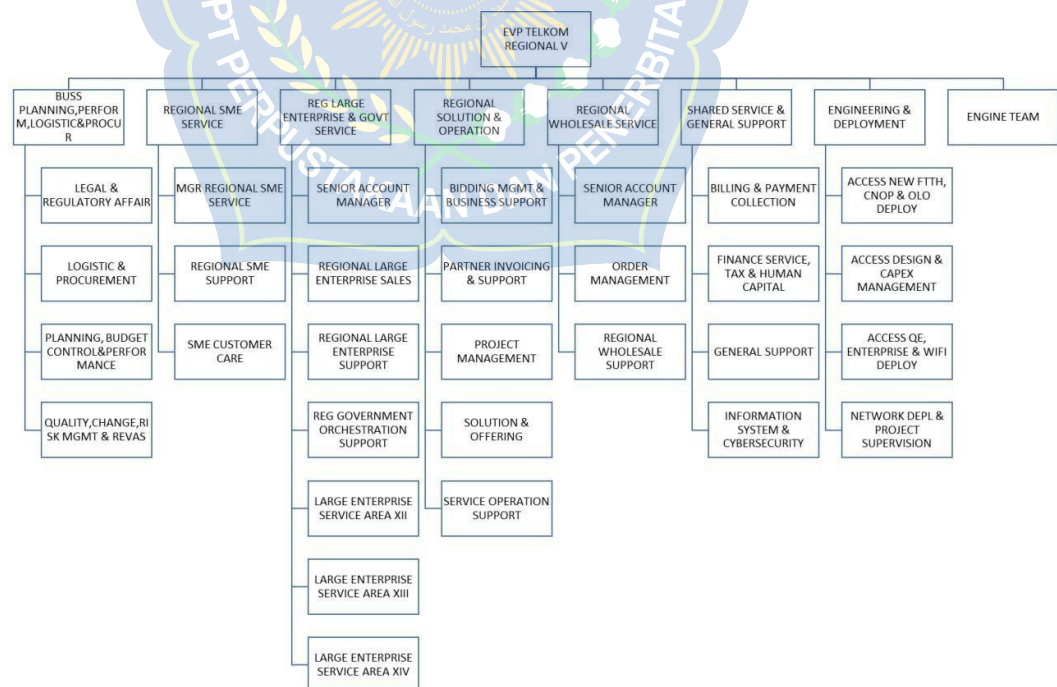 EVP TELKOM
REGIONAL V
BUSS
PLANNING,PERFOR
M,LOGISTIC&PROCU
R
REGIONAL SME
SERVICE
REG LARGE
ENTERPRISE & GOVT
SERVICE
REGIONAL
SOLUTION &
OPERATION
REGIONAL
WHOLESALE SERVICE
SHARED SERVICE &
GENERAL SUPPORT
ENGINEERING &
DEPLOYMENT
ENGINE TEAM
LEGAL &
REGULATORY AFFAIR
LOGISTIC &
PROCUREMENT
PLANNING, BUDGET
CONTROL&PERFOR
MANCE
QUALITY,CHANGE,RI
SK MGMT & REVAS
MGR REGIONAL SME
SERVICE
REGIONAL SME
SUPPORT
SME CUSTOMER
CARE
SENIOR ACCOUNT
MANAGER
REGIONAL LARGE
ENTERPRISE SALES
REGIONAL LARGE
ENTERPRISE
SUPPORT
REG GOVERNMENT
ORCHESTRATION
SUPPORT
LARGE ENTERPRISE
SERVICE AREA XII
LARGE ENTERPRISE
SERVICE AREA XIII
LARGE ENTERPRISE
SERVICE AREA XIV
BIDDING MGMT &
BUSINESS SUPPORT
PARTNER INVOICING
& SUPPORT
PROJECT
MANAGEMENT
SOLUTION &
OFFERING
SERVICE OPERATION
SUPPORT
SENIOR ACCOUNT
MANAGER
ORDER
MANAGEMENT
REGIONAL
WHOLESALE
SUPPORT
BILLING & PAYMENT
COLLECTION
FINANCE SERVICE,
TAX & HUMAN
CAPITAL
GENERAL SUPPORT
INFORMATION
SYSTEM &
CYBERSECURITY
ACCESS NEW FTTH,
CNOP & OLO
DEPLOY
ACCESS DESIGN &
CAPEX
MANAGEMENT
ACCESS QE,
ENTERPRISE & WIFI
DEPLOY
NETWORK DEPL &
PROJECT
SUPERVISION
PT PERPUSTAKAAN DAN PENERBITA